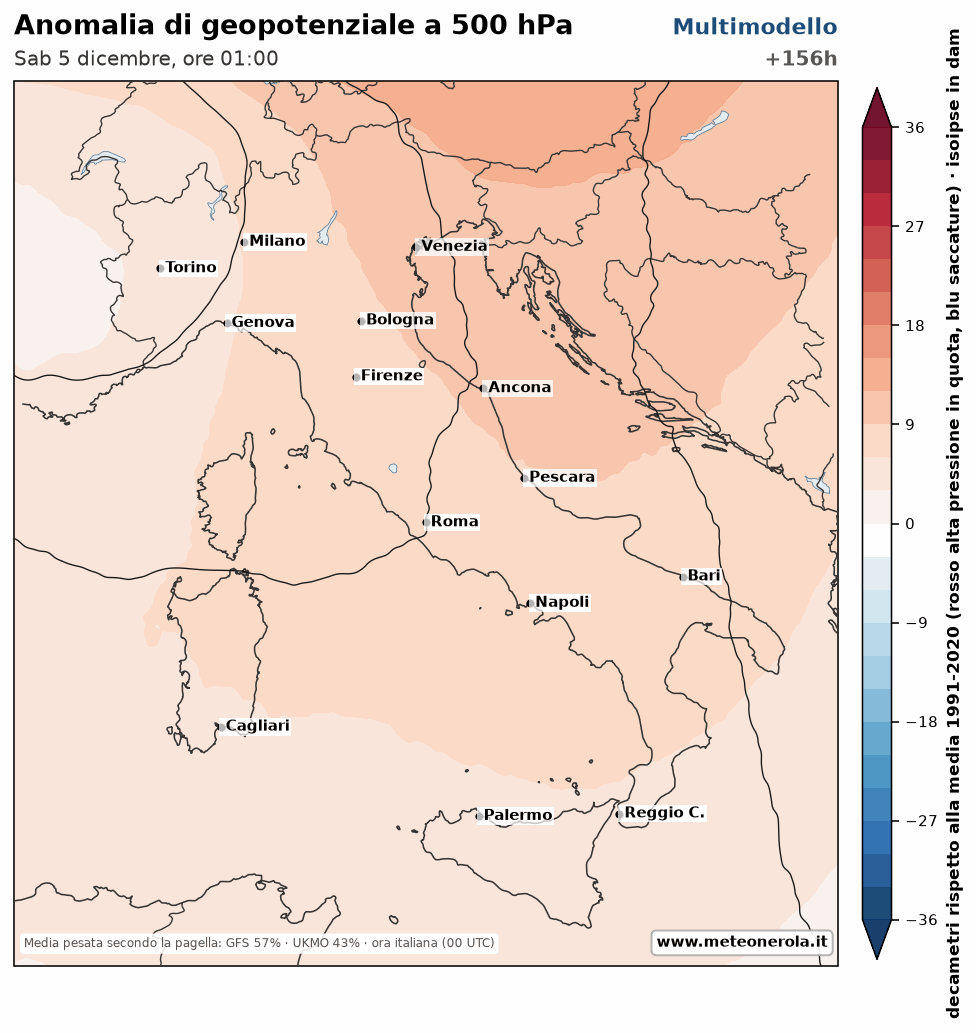 Anomalia di geopotenziale a 500 hPa
Multimodello
Sab 5 dicembre, ore 01:00
+156h
Milano
Venezia
Torino
Genova
Bologna
Firenze
Ancona
Pescara
Roma
Bari
Napoli
Cagliari
Palermo
Reggio C.
Media pesata secondo la pagella: GFS 57% · UKMO 43% · ora italiana (00 UTC)
www.meteonerola.it
36
27
18
9
0
−9
−18
−27
−36
decametri rispetto alla media 1991-2020 (rosso alta pressione in quota, blu saccature) · isoipse in dam